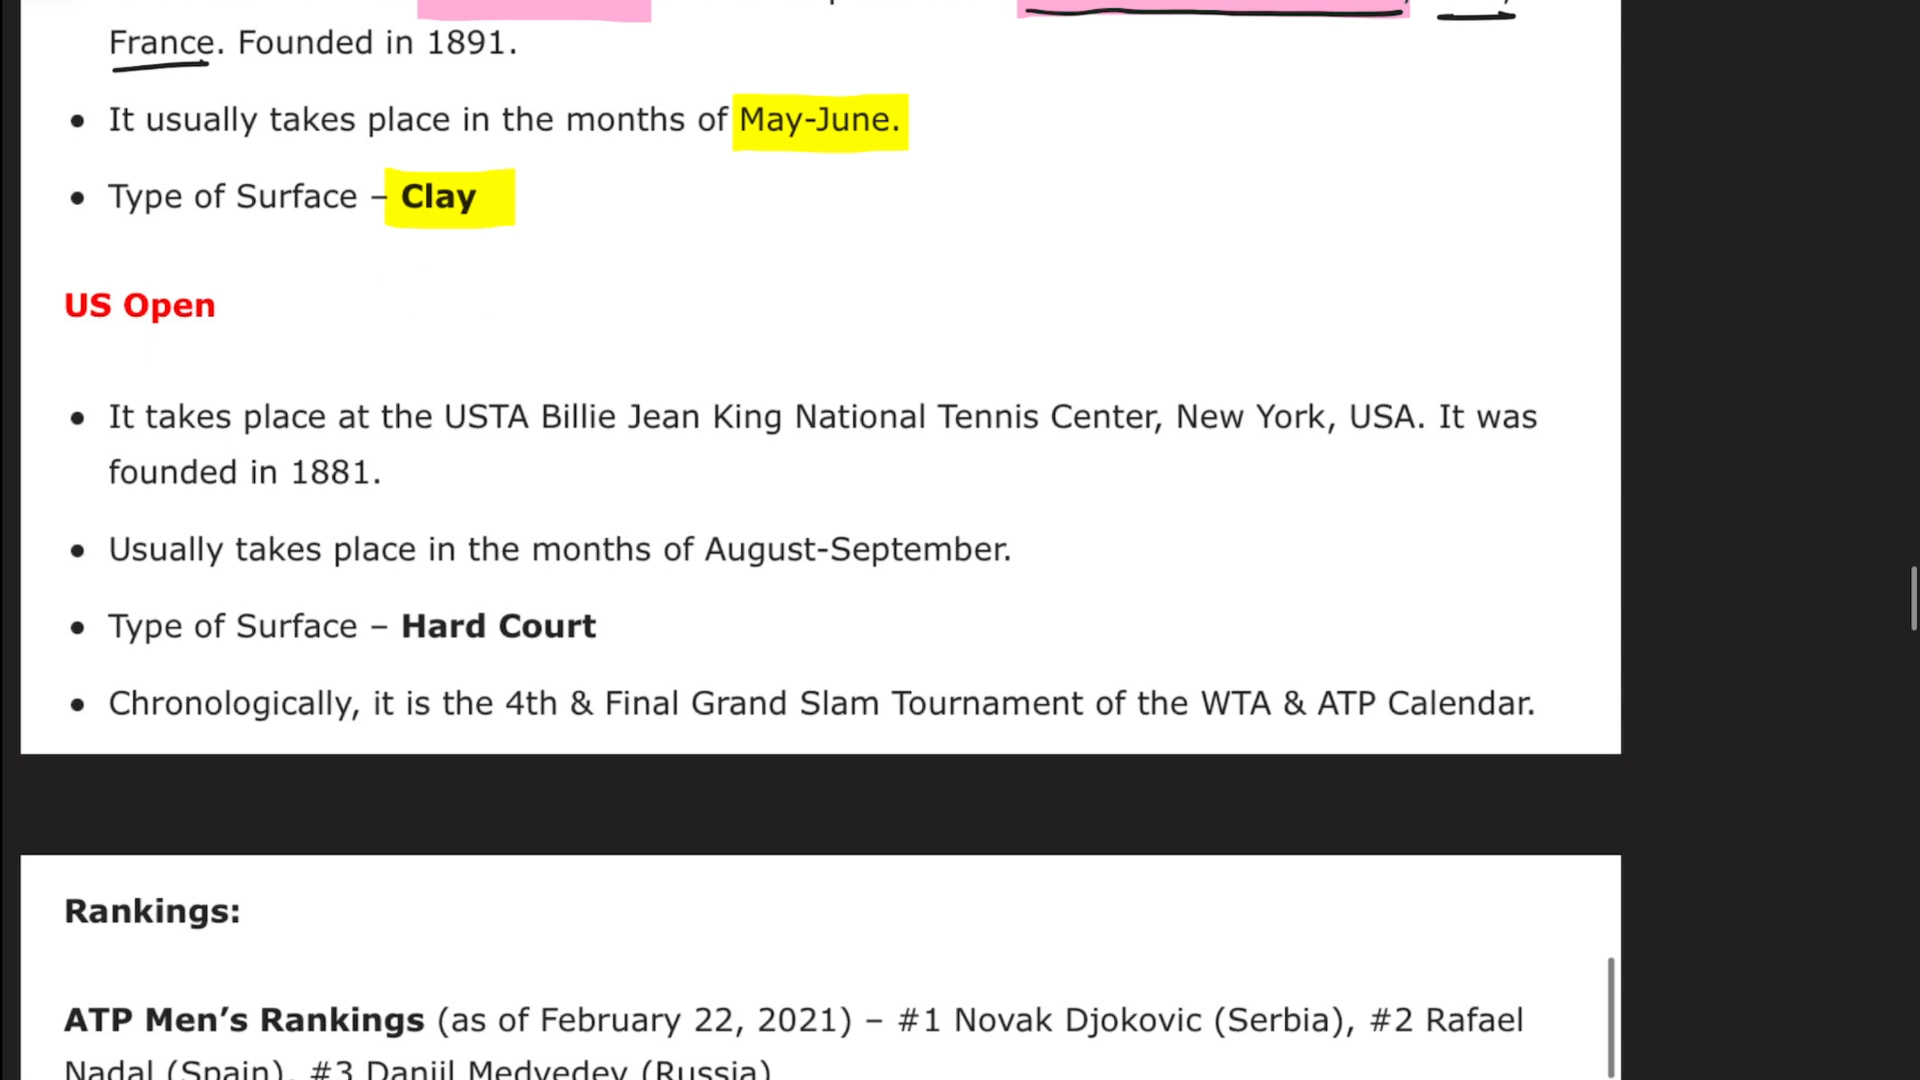 France. Founded in 1891.
• It usually takes place in the months of May-June.
• Type of Surface – Clay
US Open
• It takes place at the USTA Billie Jean King National Tennis Center, New York, USA. It was
founded in 1881.
• Usually takes place in the months of August-September.
• Type of Surface – Hard Court
• Chronologically, it is the 4th & Final Grand Slam Tournament of the WTA & ATP Calendar.
Rankings:
ATP Men’s Rankings (as of February 22, 2021) – #1 Novak Djokovic (Serbia), #2 Rafael
Nadal (Spain), #3 Daniil Medvedev (Russia)